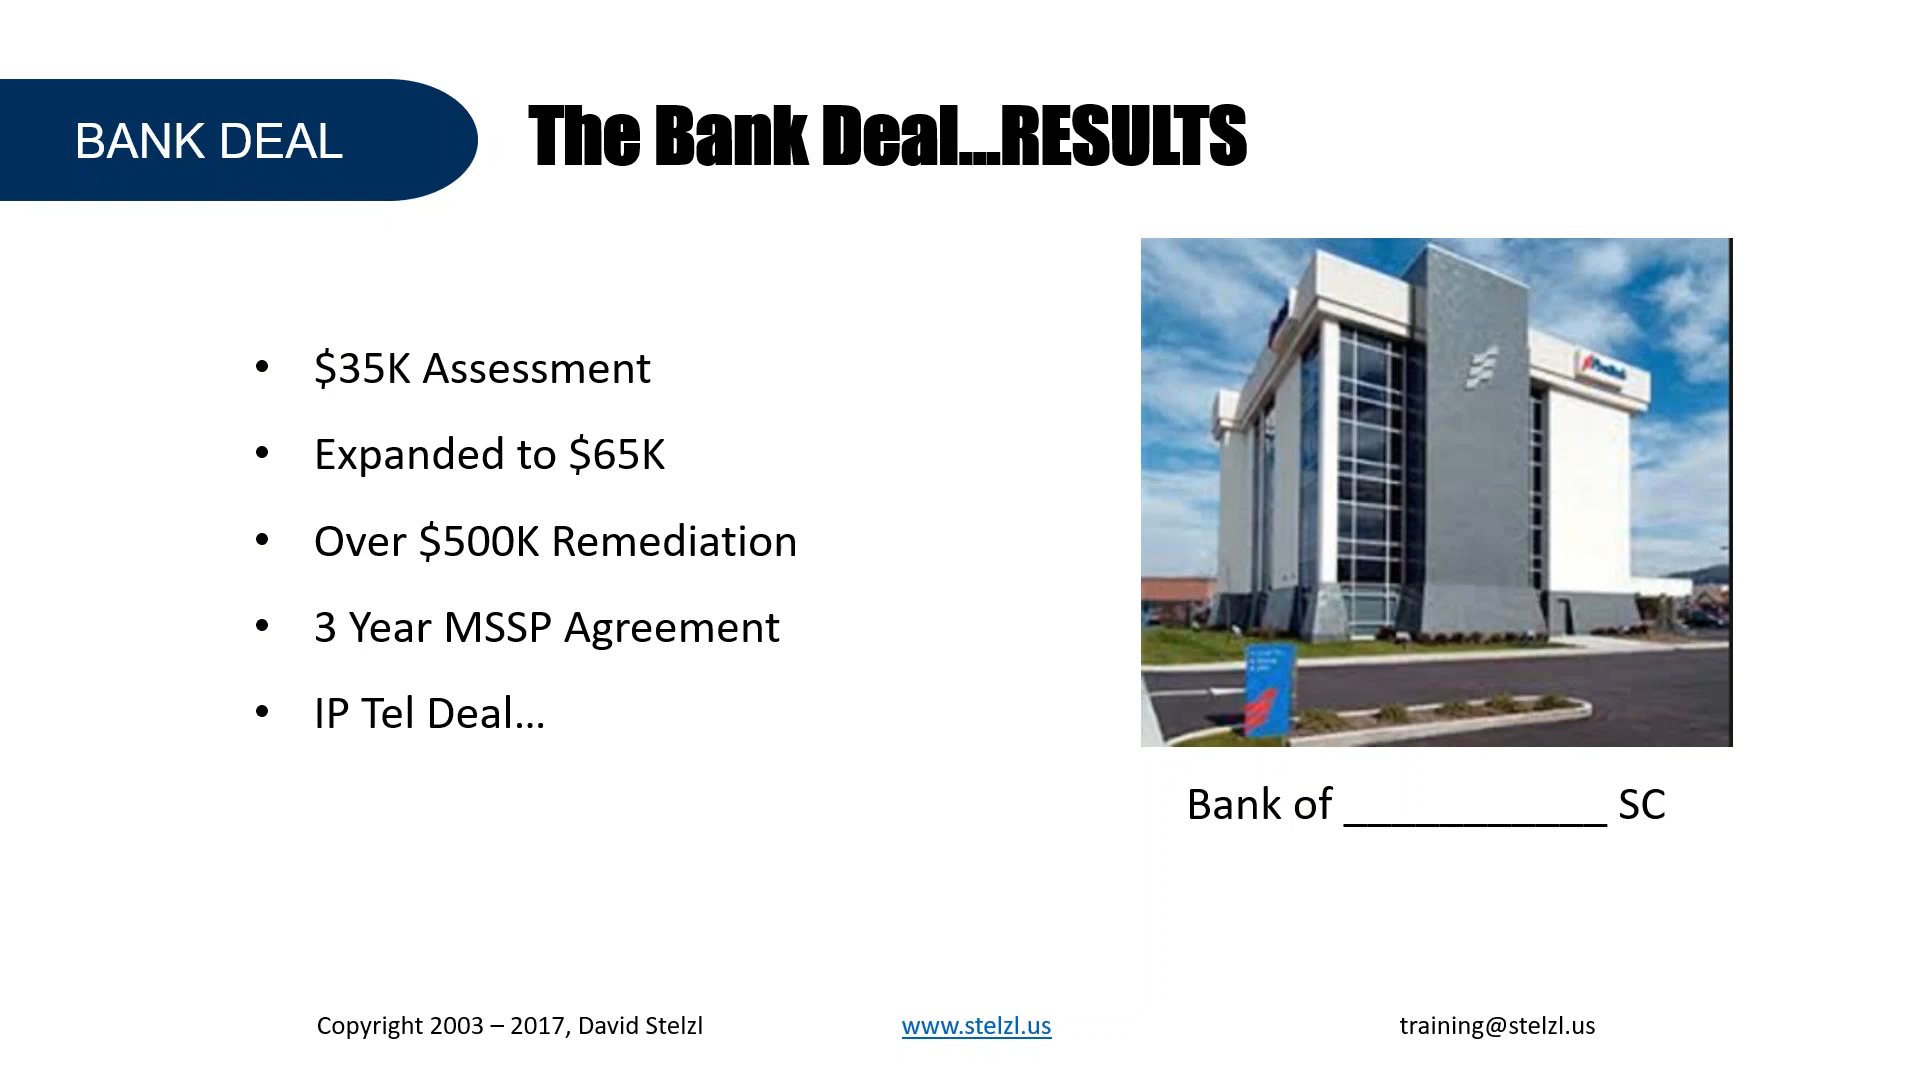 BANK DEAL
The Bank Deal...RESULTS
• $35K Assessment
• Expanded to $65K
• Over $500K Remediation
• 3 Year MSSP Agreement
• IP Tel Deal...
Bank of ___________ SC
Copyright 2003 – 2017, David Stelzl
www.stelzl.us
training@stelzl.us